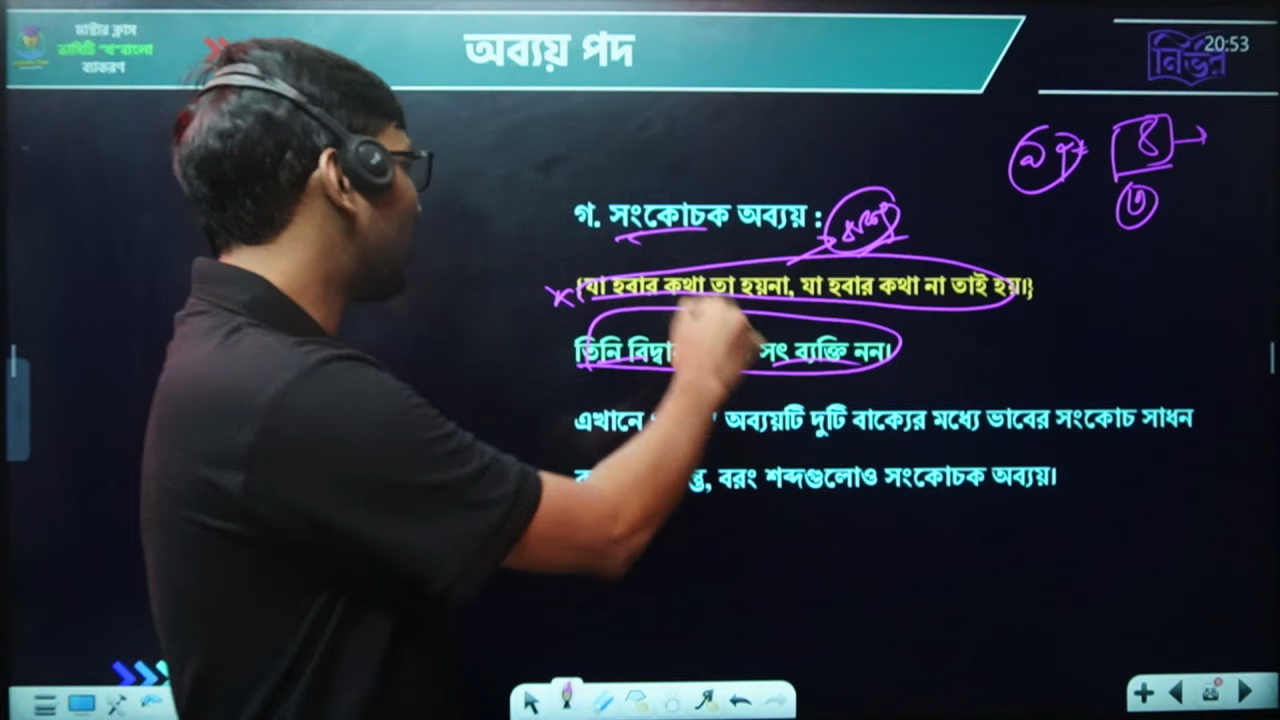 মাস্টার ক্লাস
ভার্সিটি "খ" বাংলা
ব্যাকরণ
অব্যয় পদ
20:53
নির্ভর
গ. সংকোচক অব্যয় :
{যা হবার কথা তা হয়না, যা হবার কথা না তাই হয়।}
তিনি সৎ ব্যক্তি নন।
এখানে অব্যয়টি দুটি বাক্যের মধ্যে ভাবের সংকোচ সাধন
বরং শব্দগুলোও সংকোচক অব্যয়।